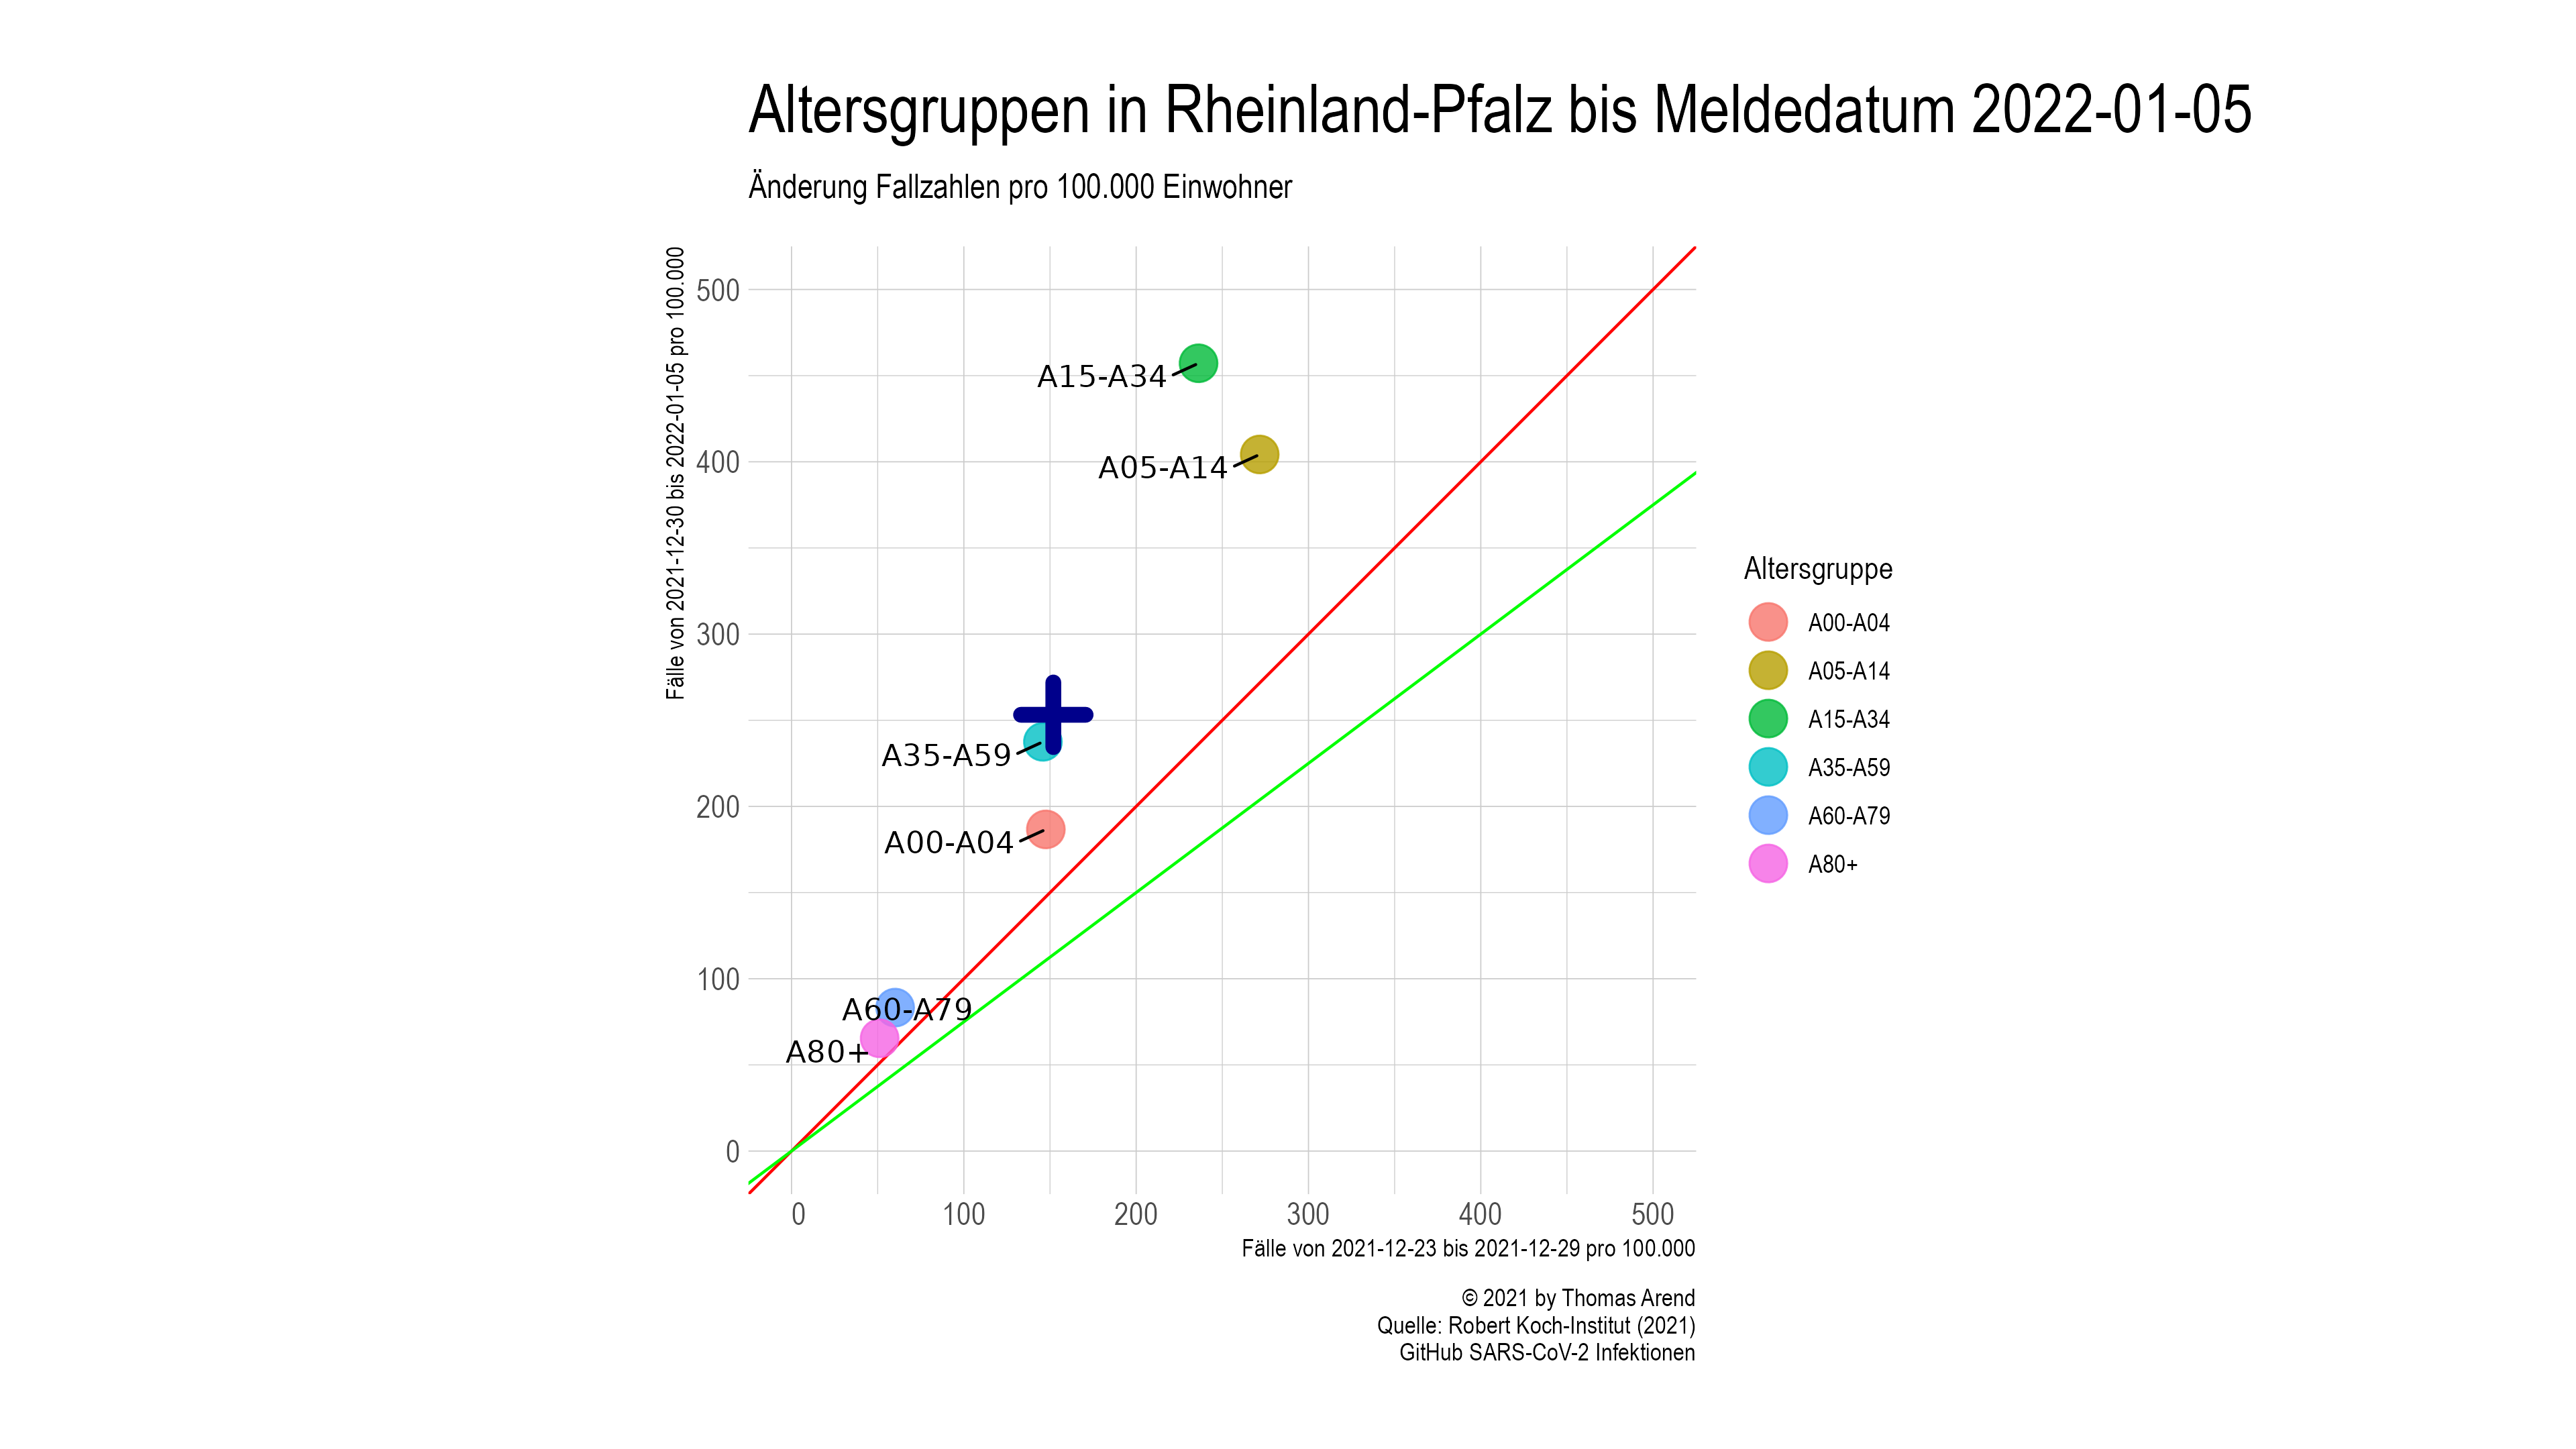 Altersgruppen in Rheinland-Pfalz bis Meldedatum 2022-01-05
Änderung Fallzahlen pro 100.000 Einwohner
Fälle von 2021-12-30 bis 2022-01-05 pro 100.000
500
400
300
200
100
0
A15-A34
A05-A14
A35-A59
A00-A04
A60-A79
A80+
0 100 200 300 400 500
Fälle von 2021-12-23 bis 2021-12-29 pro 100.000
Altersgruppe
A00-A04
A05-A14
A15-A34
A35-A59
A60-A79
A80+
© 2021 by Thomas Arend
Quelle: Robert Koch-Institut (2021)
GitHub SARS-CoV-2 Infektionen